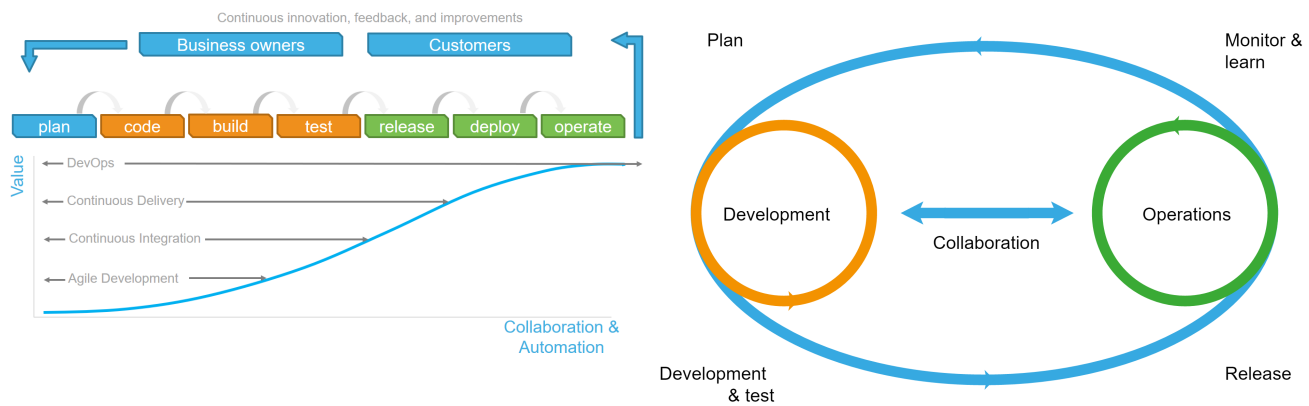 Continuous innovation, feedback, and improvements
Business owners
Customers
plan
code
build
test
release
deploy
operate
Value
DevOps
Continuous Delivery
Continuous Integration
Agile Development
Collaboration &
Automation
Plan
Monitor &
learn
Development
Operations
Collaboration
Development
& test
Release